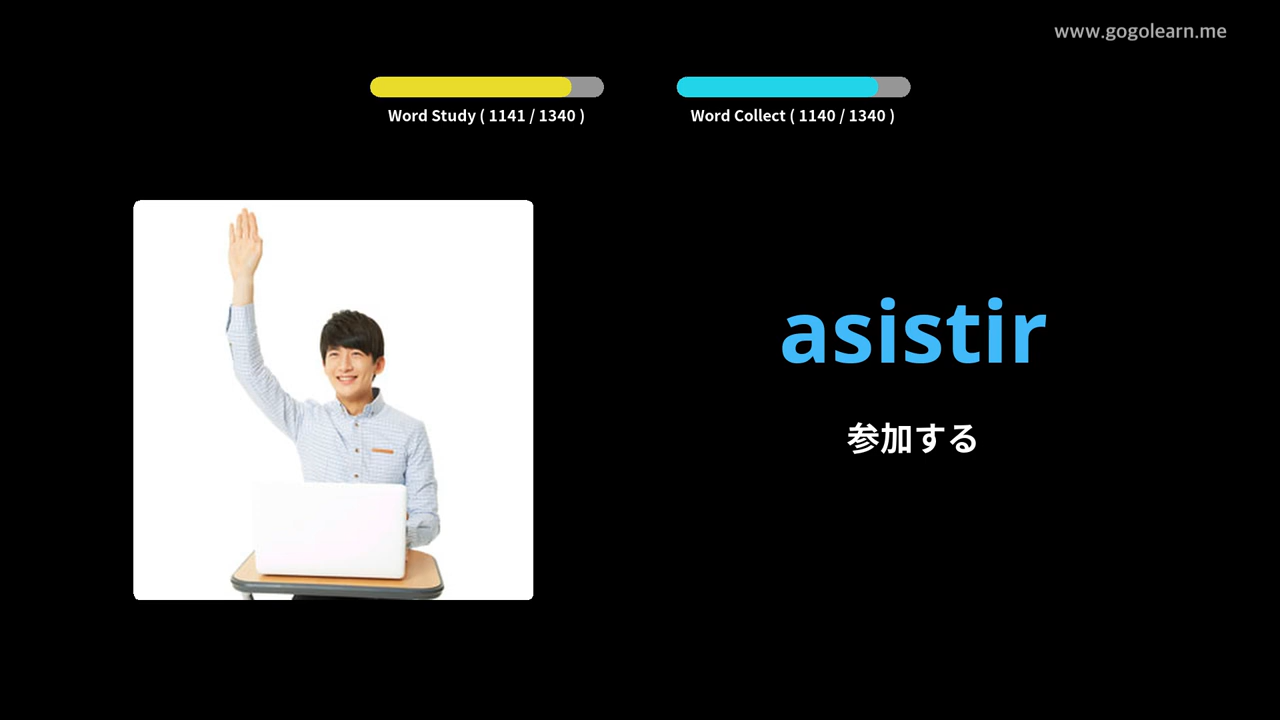 www.gogolearn.me
Word Study ( 1141 / 1340 )
Word Collect ( 1140 / 1340 )
asistir
参加する